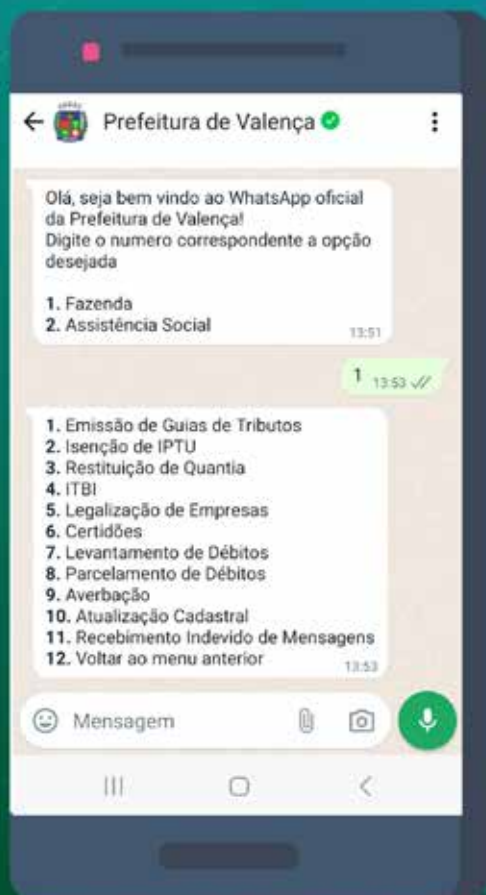 Prefeitura de Valença
Olá, seja bem vindo ao WhatsApp oficial
da Prefeitura de Valença!
Digite o numero correspondente a opção
desejada
1. Fazenda
2. Assistência Social
13:51
1 13:53
1. Emissão de Guias de Tributos
2. Isenção de IPTU
3. Restituição de Quantia
4. ITBI
5. Legalização de Empresas
6. Certidões
7. Levantamento de Débitos
8. Parcelamento de Débitos
9. Averbação
10. Atualização Cadastral
11. Recebimento Indevido de Mensagens
12. Voltar ao menu anterior
13:53
Mensagem